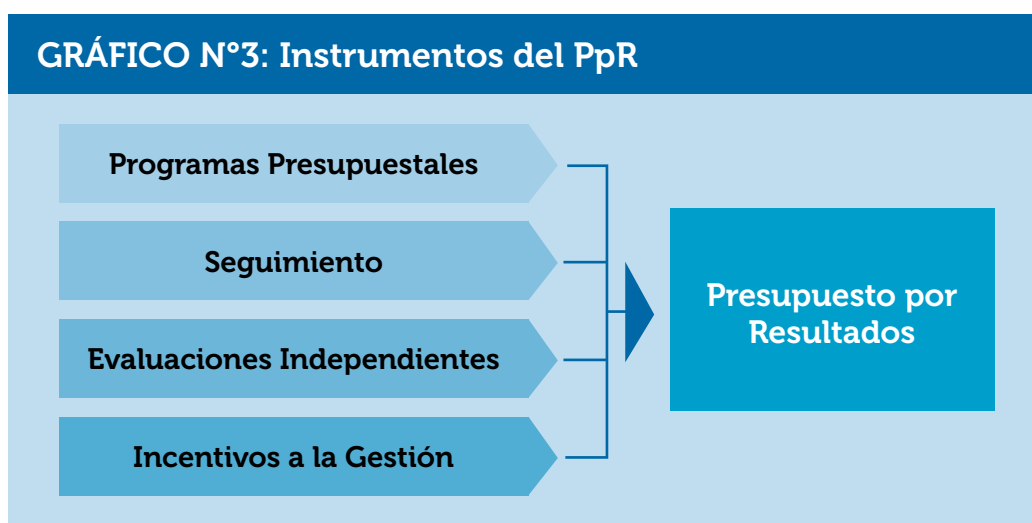 GRÁFICO N°3: Instrumentos del PpR
Programas Presupuestales
Seguimiento
Evaluaciones Independientes
Incentivos a la Gestión
Presupuesto por
Resultados